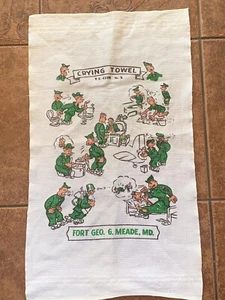 CRYING TOWEL
FORT GEO. G. MEADE, MD.